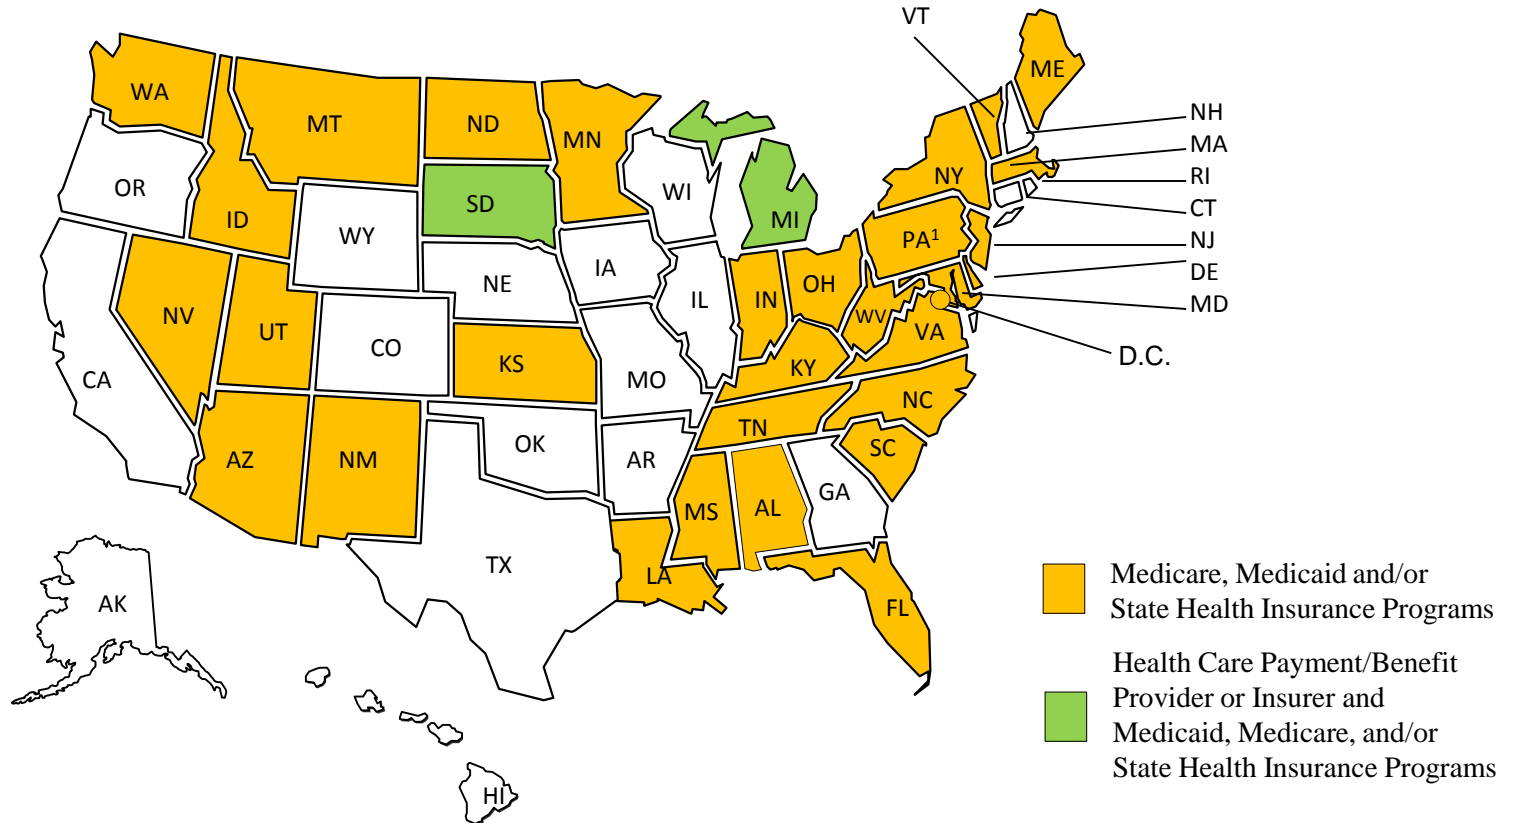 VT
ME
WA
NH
MT
ND
MN
MA
NY
RI
OR
WI
SD
CT
ID
MI
WY
PA¹
NJ
IA
DE
NE
OH
IL
IN
MD
NV
WV
UT
VA
CO
D.C.
KS
KY
CA
MO
NC
TN
OK
SC
AZ
NM
AR
GA
MS
AL
TX
LA
Medicare, Medicaid and/or
State Health Insurance Programs
AK
FL
Health Care Payment/Benefit
Provider or Insurer and
Medicaid, Medicare, and/or
State Health Insurance Programs
HI